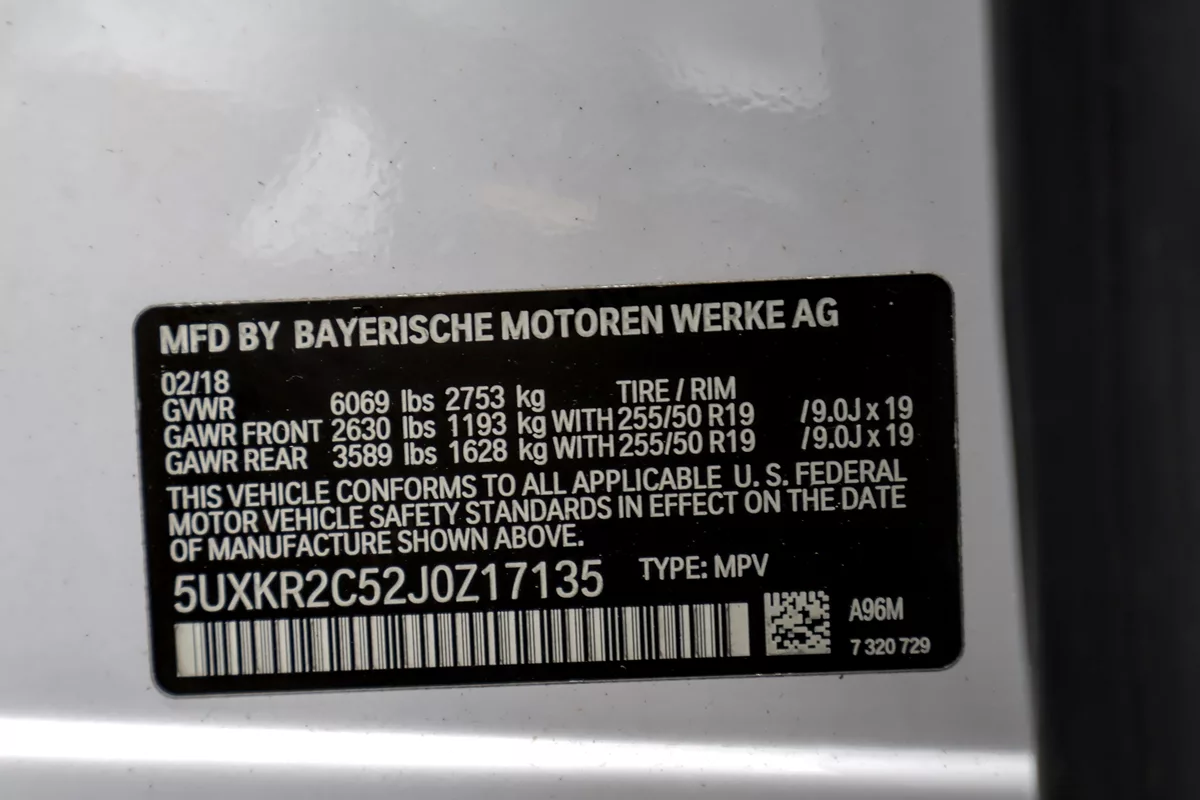 MFD BY BAYERISCHE MOTOREN WERKE AG
02/18 TIRE / RIM
GVWR 6069 lbs 2753 kg
GAWR FRONT 2630 lbs 1193 kg WITH 255/50 R19 /9.0J x 19
GAWR REAR 3589 lbs 1628 kg WITH 255/50 R19 /9.0J x 19
THIS VEHICLE CONFORMS TO ALL APPLICABLE U. S. FEDERAL
MOTOR VEHICLE SAFETY STANDARDS IN EFFECT ON THE DATE
OF MANUFACTURE SHOWN ABOVE.
5UXKR2C52J0Z17135 TYPE: MPV
A96M
7 320 729